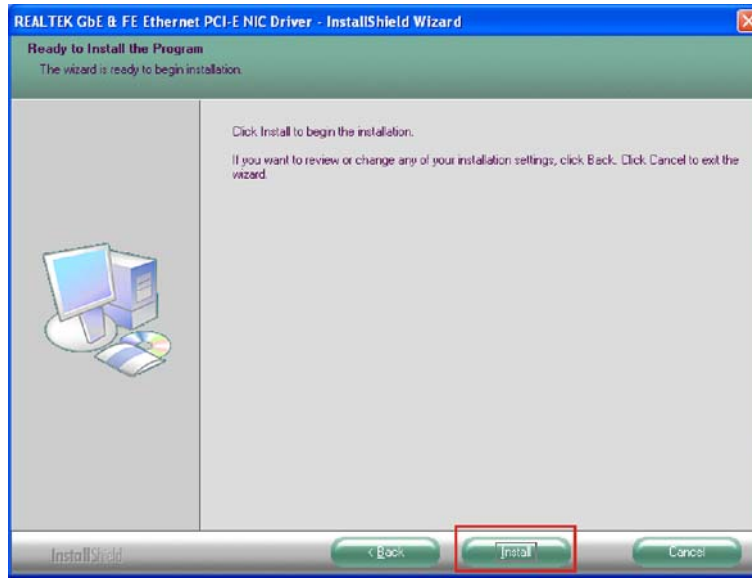 REALTEK GbE & FE Ethernet PCI-E NIC Driver - InstallShield Wizard
Ready to Install the Program
The wizard is ready to begin installation.
Click Install to begin the installation.
If you want to review or change any of your installation settings, click Back. Click Cancel to exit the
wizard.
InstallShield
< Back
Install
Cancel